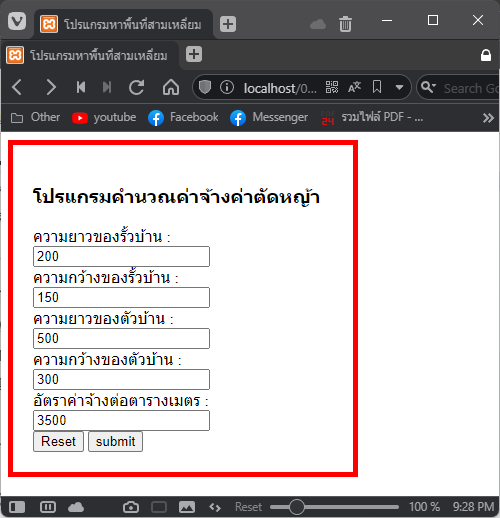 โปรแกรมหาพื้นที่สามเหลี่ยม
โปรแกรมหาพื้นที่สามเหลี่ยม
localhost/0...
Search Go
Other youtube Facebook Messenger รวมไฟล์ PDF - ...
โปรแกรมคำนวณค่าจ้างค่าตัดหญ้า
ความยาวของรั้วบ้าน :
200
ความกว้างของรั้วบ้าน :
150
ความยาวของตัวบ้าน :
500
ความกว้างของตัวบ้าน :
300
อัตราค่าจ้างต่อตารางเมตร :
3500
Reset submit
Reset 100 % 9:28 PM